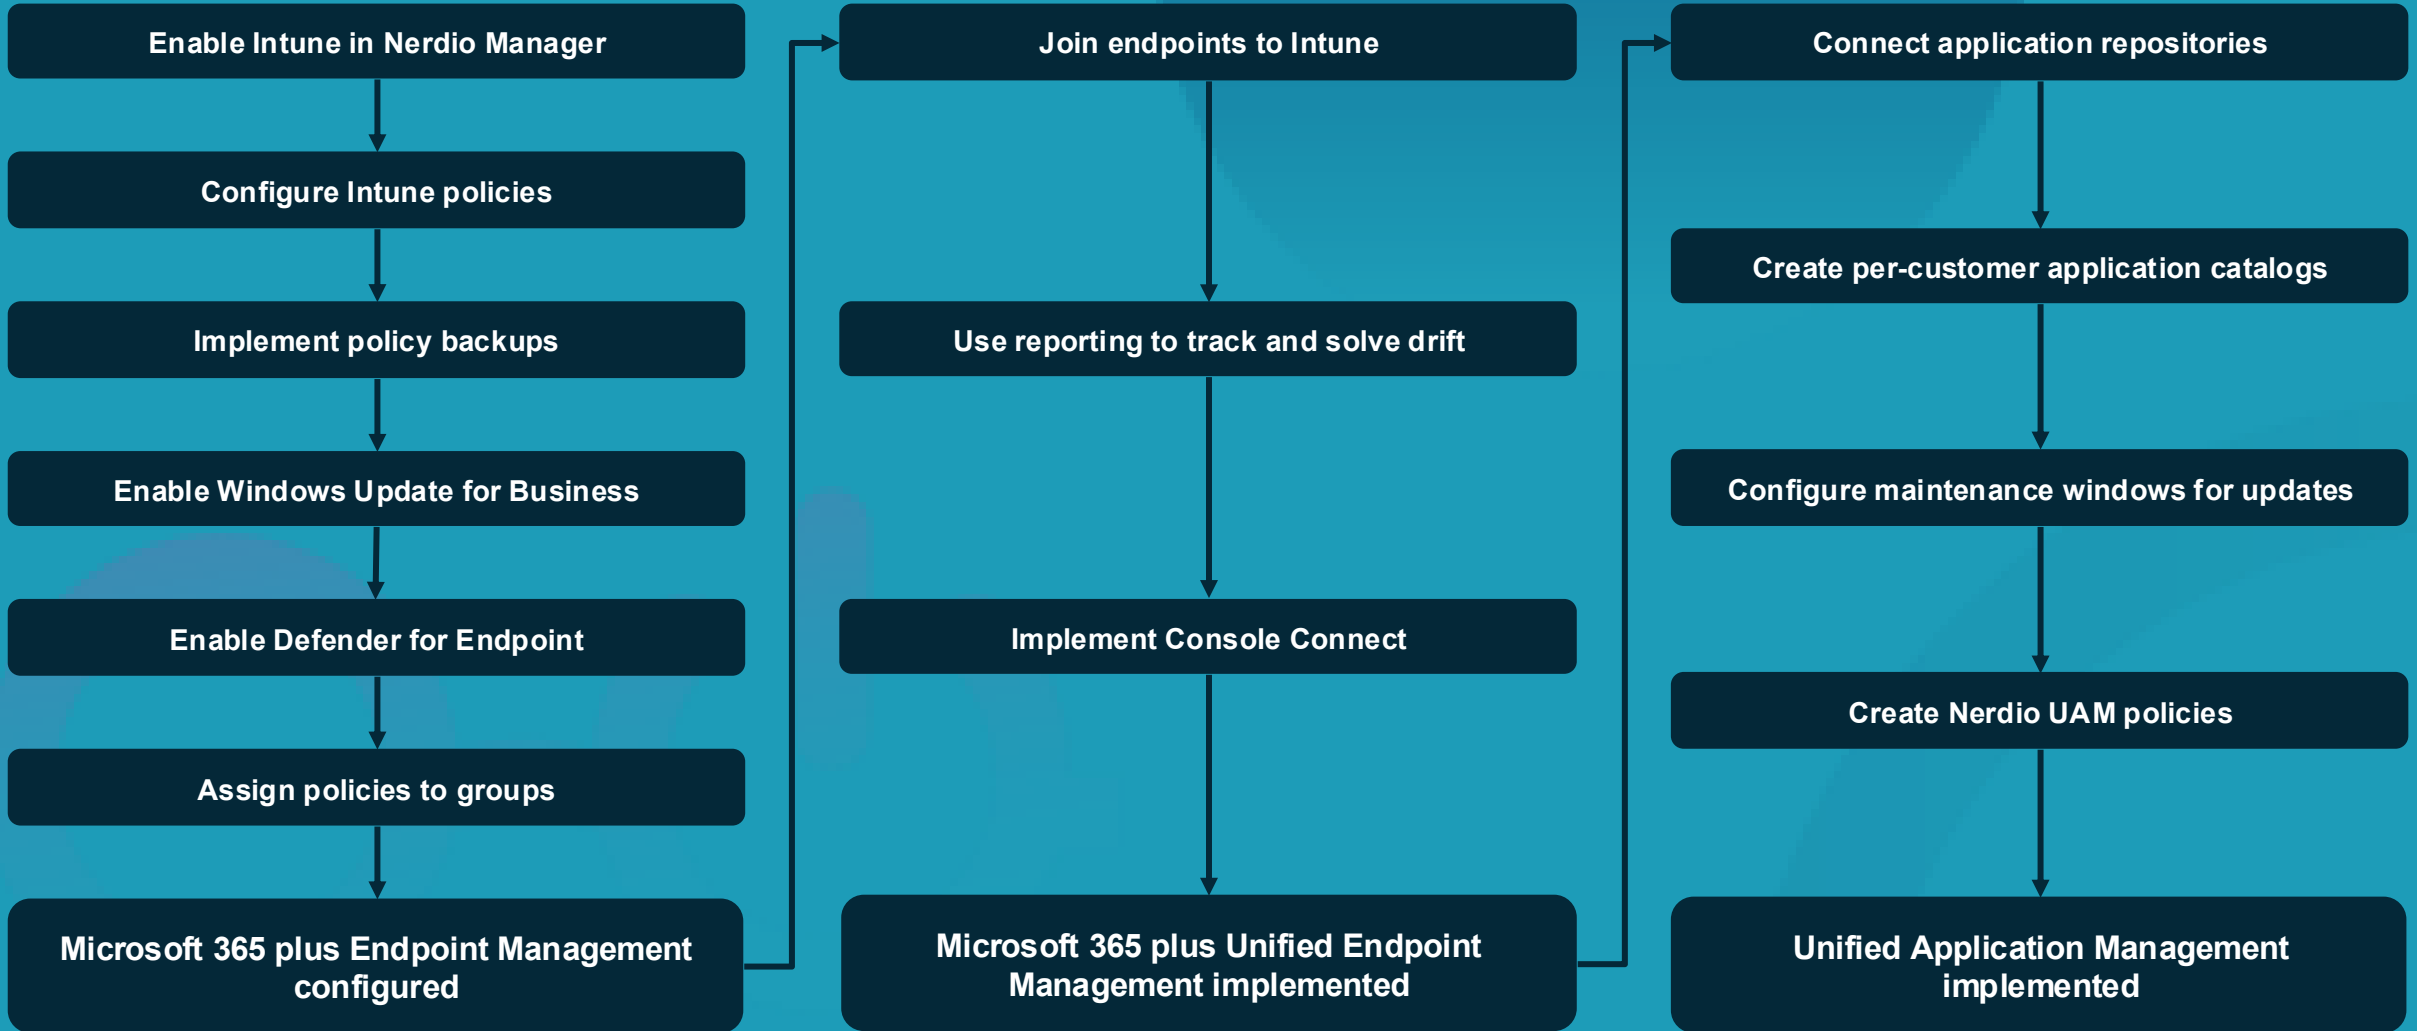 Enable Intune in Nerdio Manager
Configure Intune policies
Implement policy backups
Enable Windows Update for Business
Enable Defender for Endpoint
Assign policies to groups
Microsoft 365 plus Endpoint Management
configured
Join endpoints to Intune
Use reporting to track and solve drift
Implement Console Connect
Microsoft 365 plus Unified Endpoint
Management implemented
Connect application repositories
Create per-customer application catalogs
Configure maintenance windows for updates
Create Nerdio UAM policies
Unified Application Management
implemented